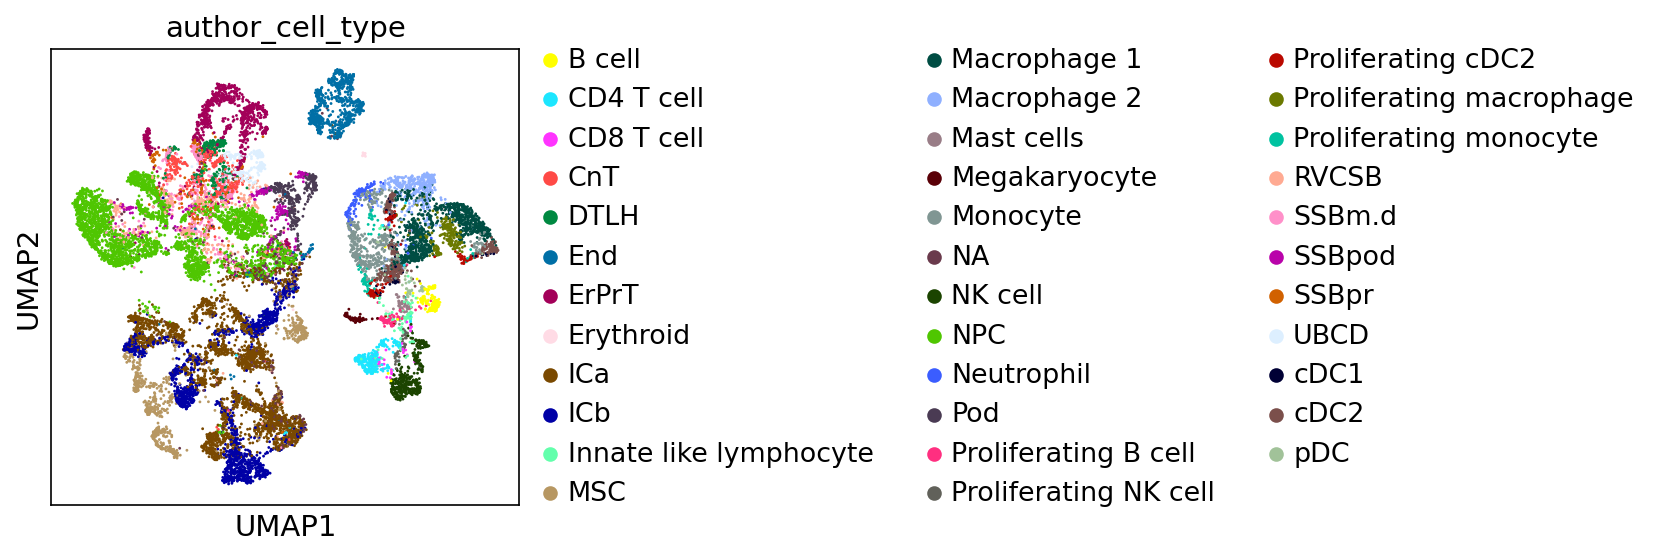 author_cell_type
UMAP2
UMAP1
B cell
CD4 T cell
CD8 T cell
CnT
DTLH
End
ErPrT
Erythroid
ICa
ICb
Innate like lymphocyte
MSC
Macrophage 1
Macrophage 2
Mast cells
Megakaryocyte
Monocyte
NA
NK cell
NPC
Neutrophil
Pod
Proliferating B cell
Proliferating NK cell
Proliferating cDC2
Proliferating macrophage
Proliferating monocyte
RVCSB
SSBm.d
SSBpod
SSBpr
UBCD
cDC1
cDC2
pDC